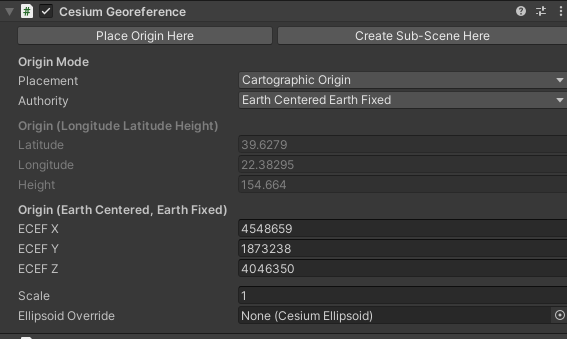 Cesium Georeference
Place Origin Here Create Sub-Scene Here
Origin Mode
Placement Cartographic Origin
Authority Earth Centered Earth Fixed
Origin (Longitude Latitude Height)
Latitude 39.6279
Longitude 22.38295
Height 154.664
Origin (Earth Centered, Earth Fixed)
ECEF X 4548659
ECEF Y 1873238
ECEF Z 4046350
Scale 1
Ellipsoid Override None (Cesium Ellipsoid)